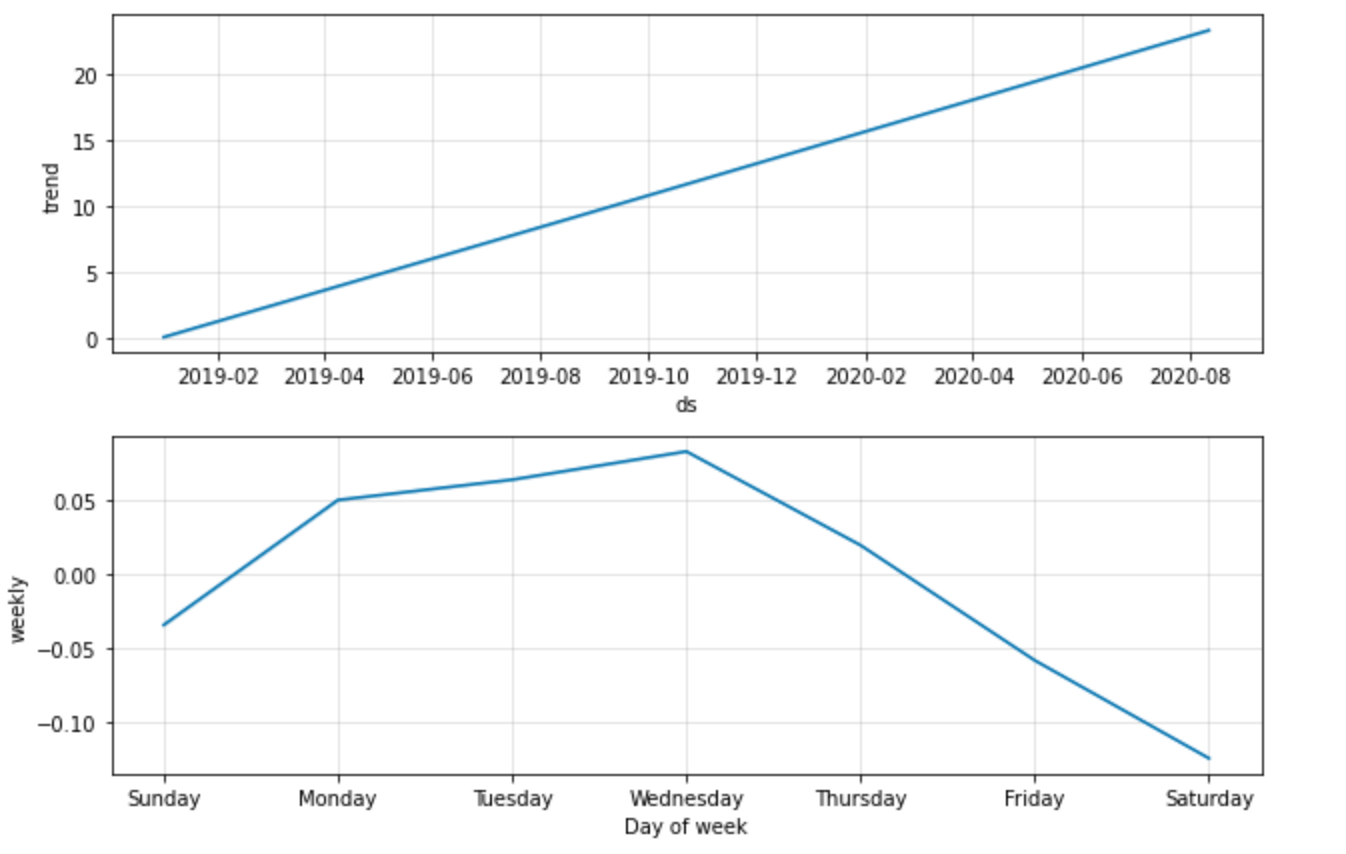 20
15
trend
10
5
0
2019-02 2019-04 2019-06 2019-08 2019-10 2019-12 2020-02 2020-04 2020-06 2020-08
ds
0.05
0.00
weekly
−0.05
−0.10
Sunday Monday Tuesday Wednesday Thursday Friday Saturday
Day of week